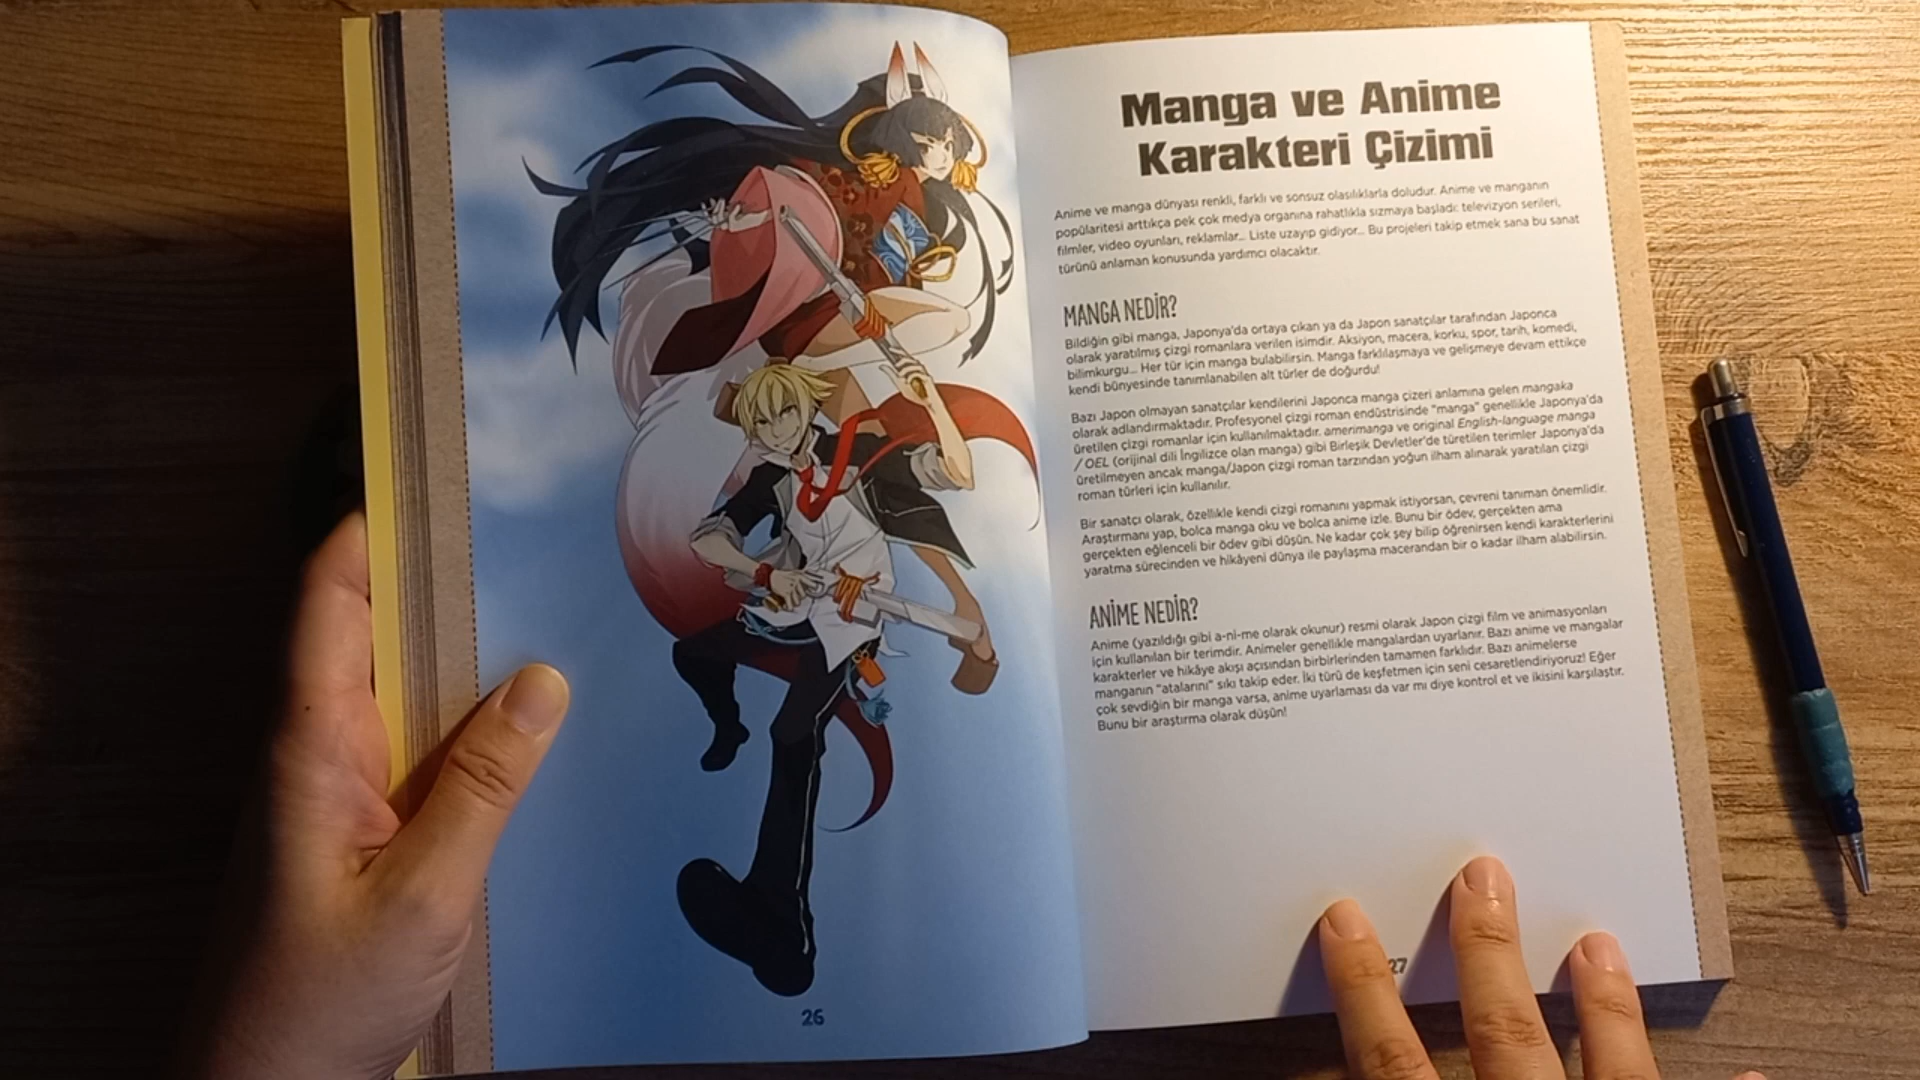 26
Manga ve Anime
Karakteri Çizimi
Anime ve manga dünyası renkli, farklı ve sonsuz olasılıklarla doludur. Anime ve manganın
popülaritesi arttıkça pek çok medya organına rahatlıkla sızmaya başladı: televizyon serileri,
filmler, video oyunları, reklamlar... Liste uzayıp gidiyor... Bu projeleri takip etmek sana bu sanat
türünü anlaman konusunda yardımcı olacaktır.
MANGA NEDİR?
Bildiğin gibi manga, Japonya'da ortaya çıkan ya da Japon sanatçılar tarafından Japonca
olarak yaratılmış çizgi romanlara verilen isimdir. Aksiyon, macera, korku, spor, tarih, komedi,
bilimkurgu... Her tür için manga bulabilirsin. Manga farklılaşmaya ve gelişmeye devam ettikçe
kendi bünyesinde tanımlanabilen alt türler de doğurdu!
Bazı Japon olmayan sanatçılar kendilerini Japonca manga çizeri anlamına gelen mangaka
olarak adlandırmaktadır. Profesyonel çizgi roman endüstrisinde "manga" genellikle Japonya'da
üretilen çizgi romanlar için kullanılmaktadır. amerimanga ve original English-language manga
/ OEL (orijinal dili İngilizce olan manga) gibi Birleşik Devletler'de türetilen terimler Japonya'da
üretilmeyen ancak manga/Japon çizgi roman tarzından yoğun ilham alınarak yaratılan çizgi
roman türleri için kullanılır.
Bir sanatçı olarak, özellikle kendi çizgi romanını yapmak istiyorsan, çevreni tanıman önemlidir.
Araştırmanı yap, bolca manga oku ve bolca anime izle. Bunu bir ödev, gerçekten ama
gerçekten eğlenceli bir ödev gibi düşün. Ne kadar çok şey bilip öğrenirsen kendi karakterlerini
yaratma sürecinden ve hikâyeni dünya ile paylaşma macerandan bir o kadar ilham alabilirsin.
ANİME NEDİR?
Anime (yazıldığı gibi a-ni-me olarak okunur) resmi olarak Japon çizgi film ve animasyonları
için kullanılan bir terimdir. Animeler genellikle mangalardan uyarlanır. Bazı anime ve mangalar
karakterler ve hikâye akışı açısından birbirlerinden tamamen farklıdır. Bazı animelerse
manganın "atalarını" sıkı takip eder. İki türü de keşfetmen için seni cesaretlendiriyoruz! Eğer
çok sevdiğin bir manga varsa, anime uyarlaması da var mı diye kontrol et ve ikisini karşılaştır.
Bunu bir araştırma olarak düşün!
27